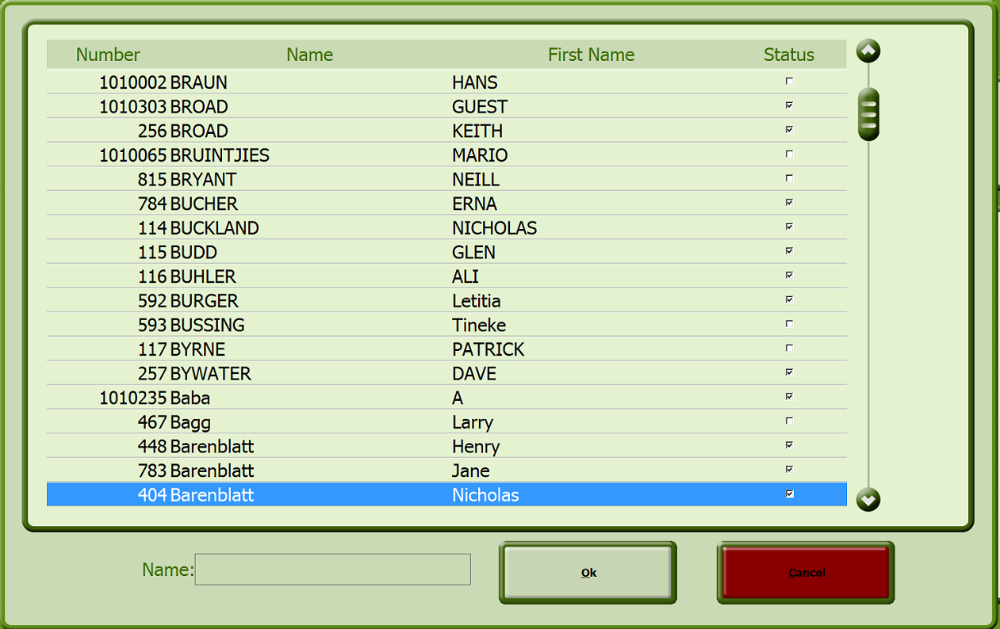 Number Name First Name Status
1010002 BRAUN HANS
1010303 BROAD GUEST
256 BROAD KEITH
1010065 BRUINTJIES MARIO
815 BRYANT NEILL
784 BUCHER ERNA
114 BUCKLAND NICHOLAS
115 BUDD GLEN
116 BUHLER ALI
592 BURGER Letitia
593 BUSSING Tineke
117 BYRNE PATRICK
257 BYWATER DAVE
1010235 Baba A
467 Bagg Larry
448 Barenblatt Henry
783 Barenblatt Jane
404 Barenblatt Nicholas
Name: Ok Cancel